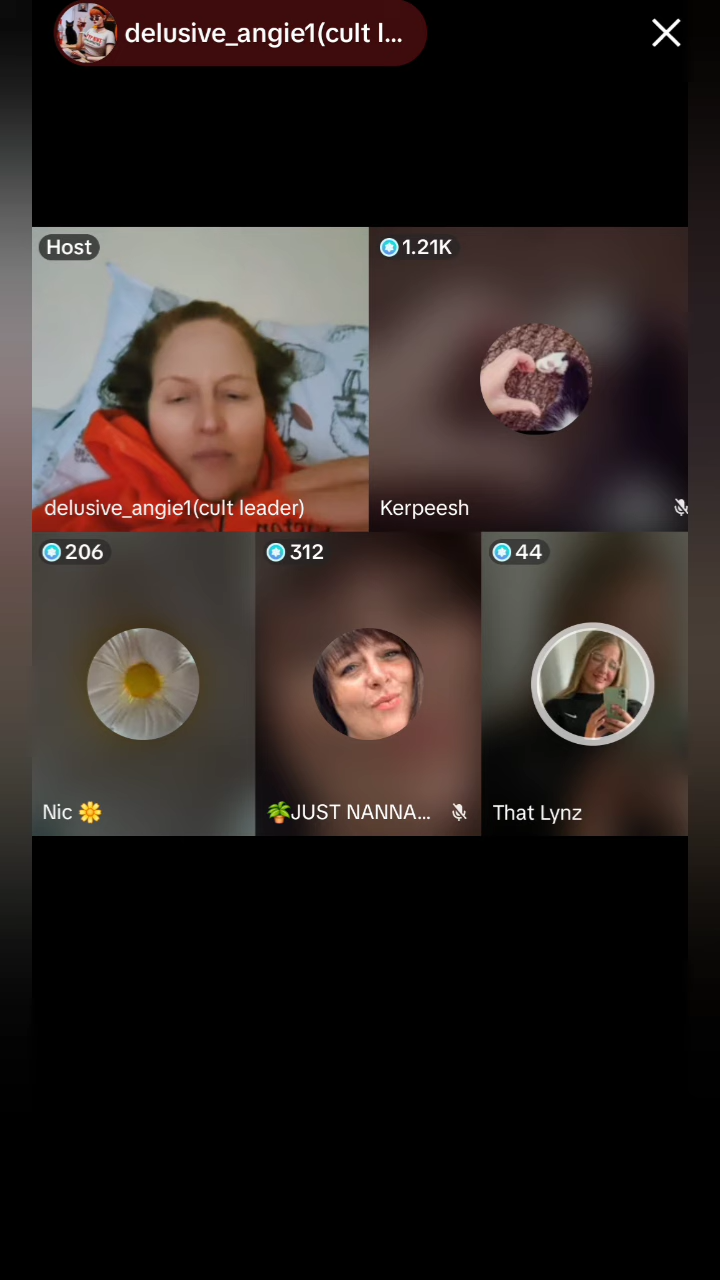 delusive_angie1(cult l...
Host
1.21K
delusive_angie1(cult leader)
Kerpeesh
206
312
44
Nic 🌼
🪴JUST NANNA...
That Lynz